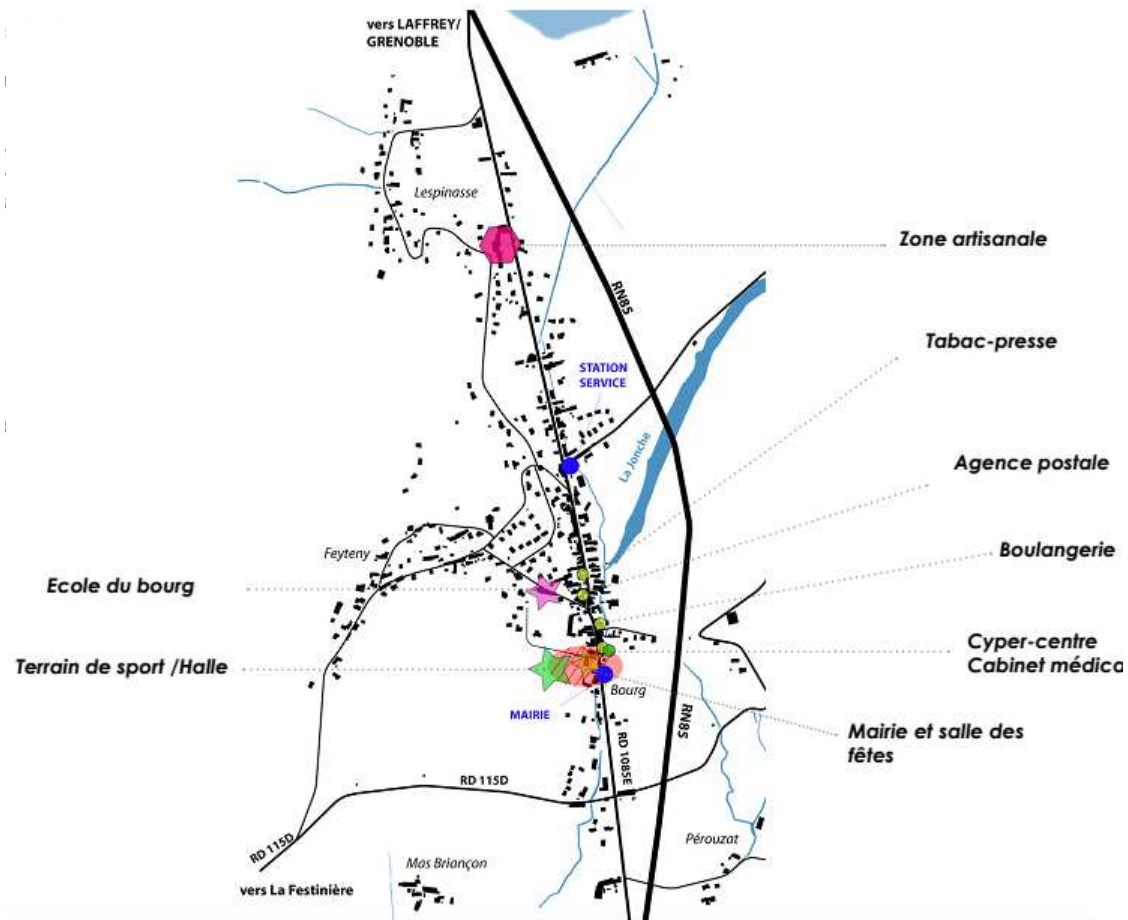 vers LAFFREY/
GRENOBLE
Lespinasse
Zone artisanale
RN85
Tabac-presse
STATION
SERVICE
La Jonche
Agence postale
Feyteny
Boulangerie
Ecole du bourg
Cyper-centre
Cabinet médica
Terrain de sport /Halle
Bourg
MAIRIE
Mairie et salle des
fêtes
RN85
RD 1085E
RD 115D
RD 115D
Pérouzat
Mas Briançon
vers La Festinière